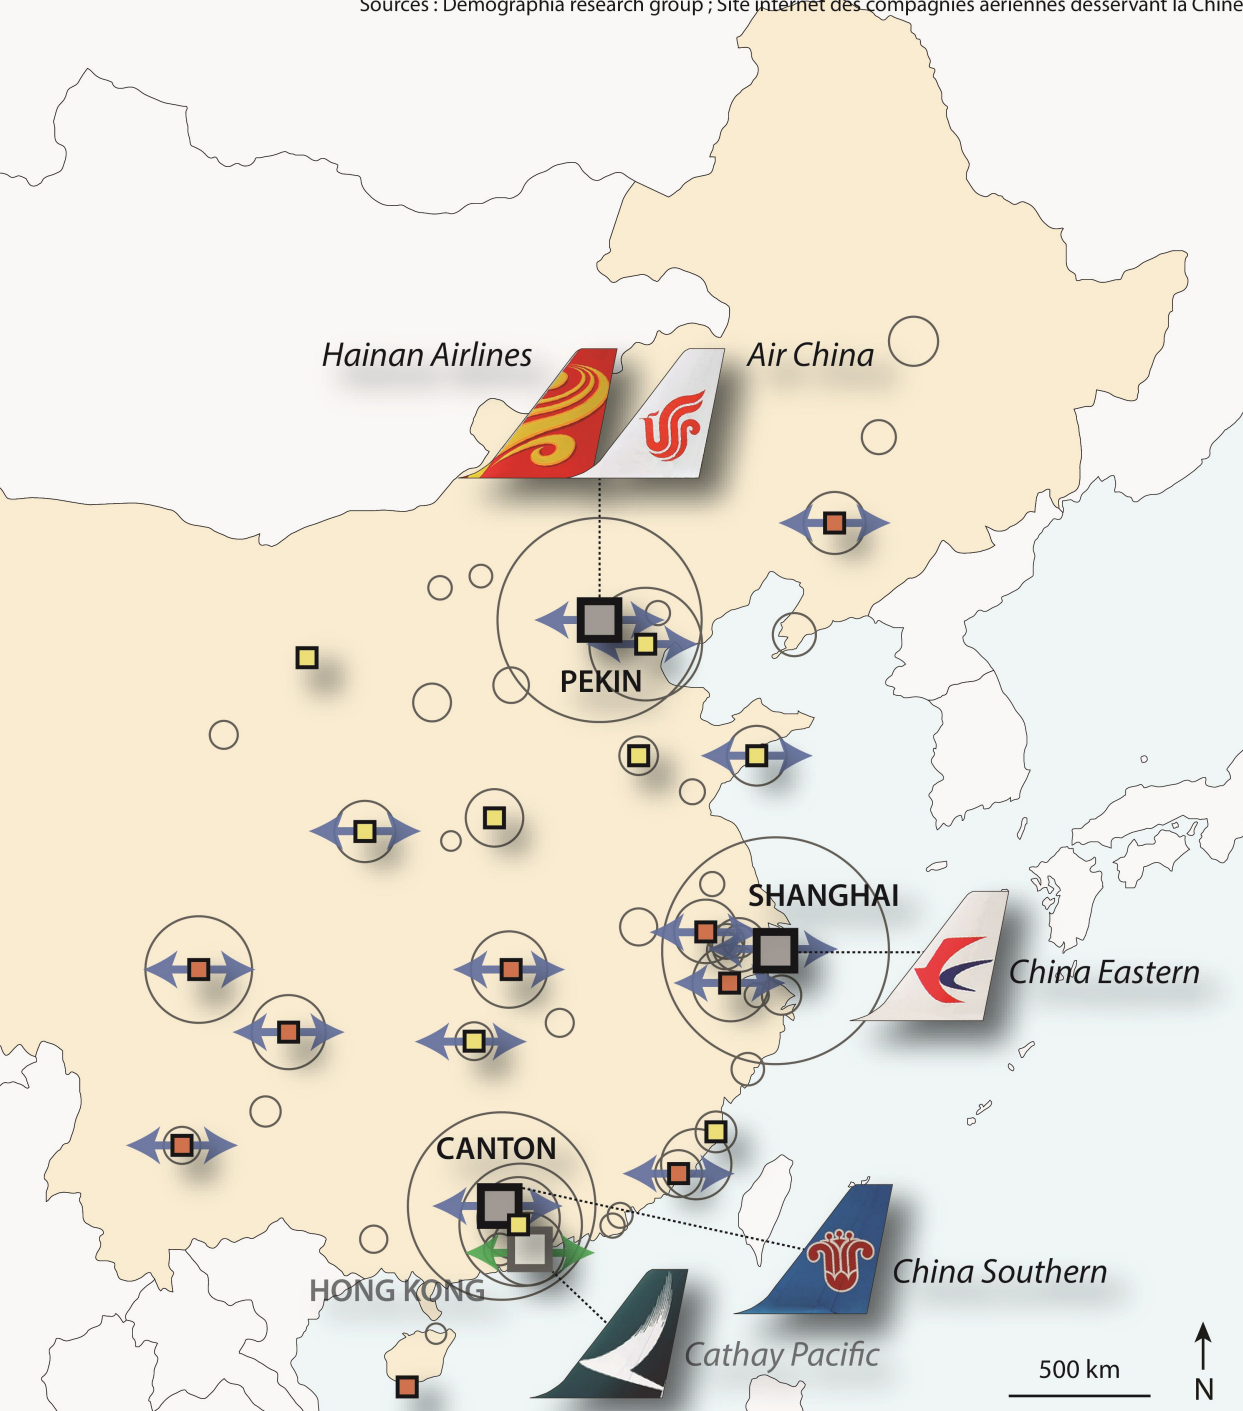 Sources : Demographia research group ; Site internet des compagnies aériennes desservant la Chine
Hainan Airlines
Air China
PEKIN
SHANGHAI
China Eastern
CANTON
China Southern
HONG KONG
Cathay Pacific
500 km
N